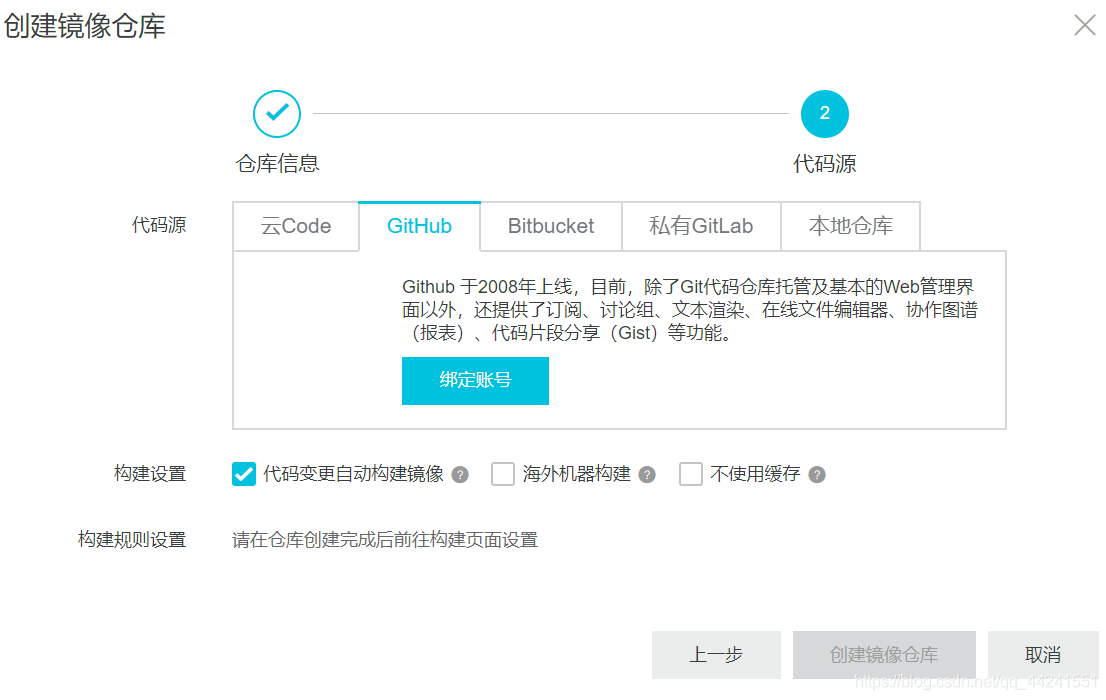 创建镜像仓库
2
仓库信息
代码源
代码源
云Code
GitHub
Bitbucket
私有GitLab
本地仓库
Github 于2008年上线，目前，除了Git代码仓库托管及基本的Web管理界
面以外，还提供了订阅、讨论组、文本渲染、在线文件编辑器、协作图谱
（报表）、代码片段分享（Gist）等功能。
绑定账号
构建设置
代码变更自动构建镜像 ?
海外机器构建 ?
不使用缓存 ?
构建规则设置
请在仓库创建完成后前往构建页面设置
上一步
创建镜像仓库
取消
https://blog.csdn.net/qq_44241551